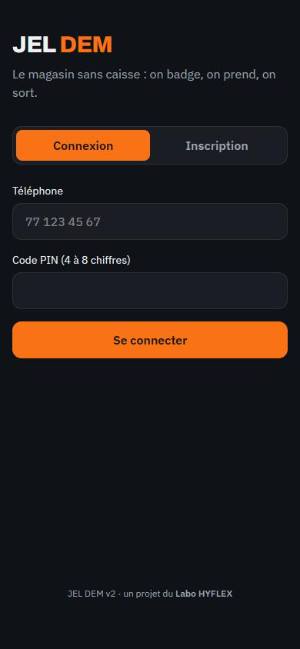 JEL DEM
Le magasin sans caisse : on badge, on prend, on
sort.
Connexion
Inscription
Téléphone
77 123 45 67
Code PIN (4 à 8 chiffres)
Se connecter
JEL DEM v2 · un projet du Labo HYFLEX